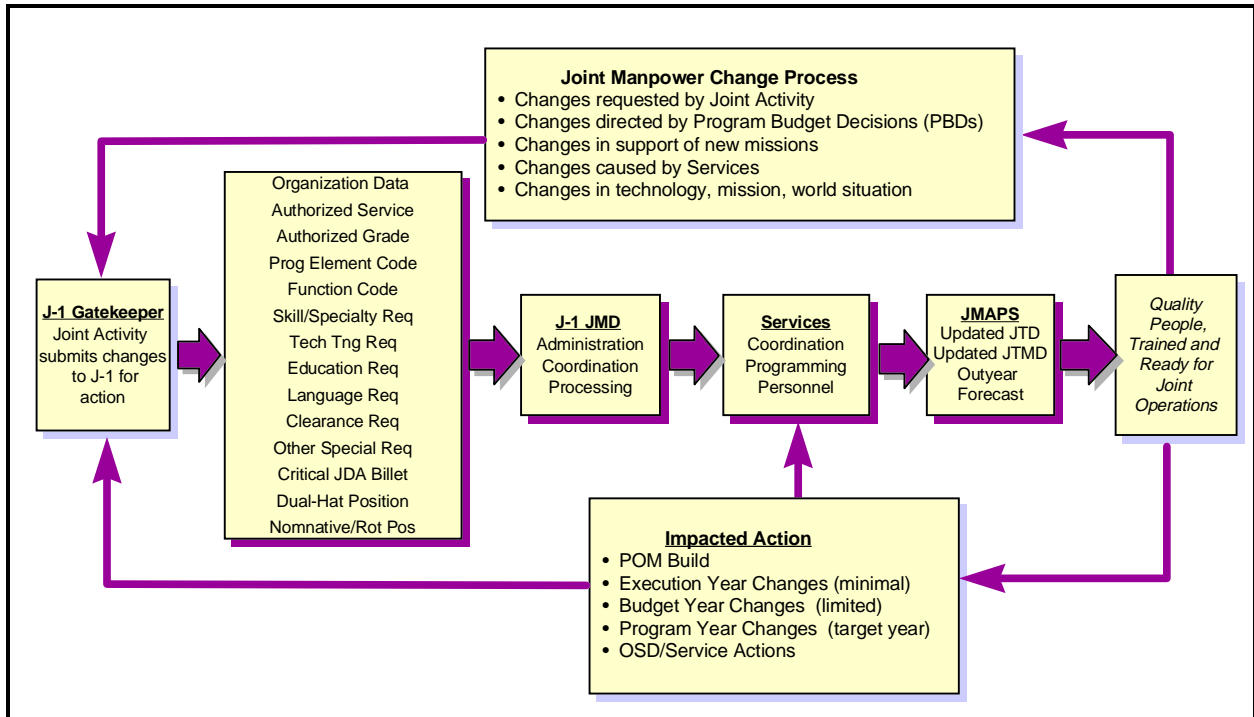 Joint Manpower Change Process
• Changes requested by Joint Activity
• Changes directed by Program Budget Decisions (PBDs)
• Changes in support of new missions
• Changes caused by Services
• Changes in technology, mission, world situation
J-1 Gatekeeper
Joint Activity
submits changes
to J-1 for
action
Organization Data
Authorized Service
Authorized Grade
Prog Element Code
Function Code
Skill/Specialty Req
Tech Tng Req
Education Req
Language Req
Clearance Req
Other Special Req
Critical JDA Billet
Dual-Hat Position
Nomnative/Rot Pos
J-1 JMD
Administration
Coordination
Processing
Services
Coordination
Programming
Personnel
JMAPS
Updated JTD
Updated JTMD
Outyear
Forecast
Quality
People,
Trained and
Ready for
Joint
Operations
Impacted Action
• POM Build
• Execution Year Changes (minimal)
• Budget Year Changes (limited)
• Program Year Changes (target year)
• OSD/Service Actions